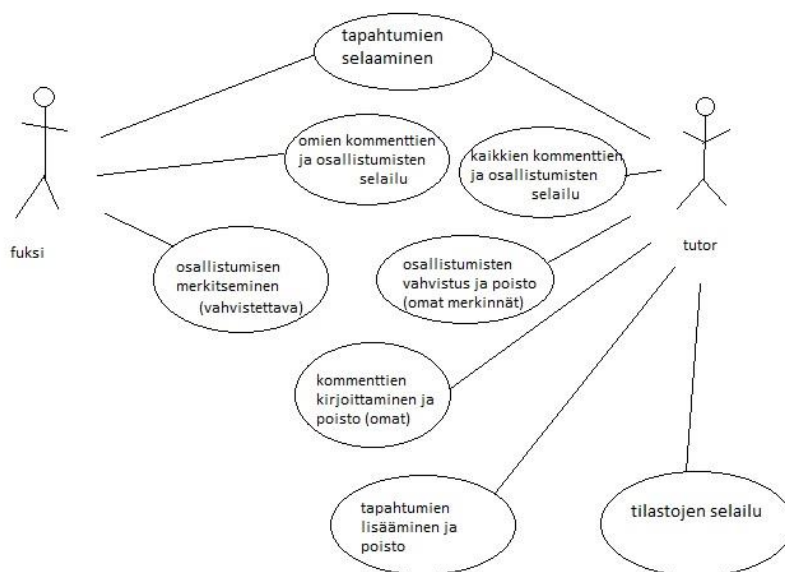 tapahtumien
selaaminen
omien kommenttien
ja osallistumisten
selailu
kaikkien kommenttien
ja osallistumisten
selailu
fuksi
tutor
osallistumisen
merkitseminen
(vahvistettava)
osallistumisten
vahvistus ja poisto
(omat merkinnät)
kommenttien
kirjoittaminen ja
poisto (omat)
tapahtumien
lisääminen ja
poisto
tilastojen selailu